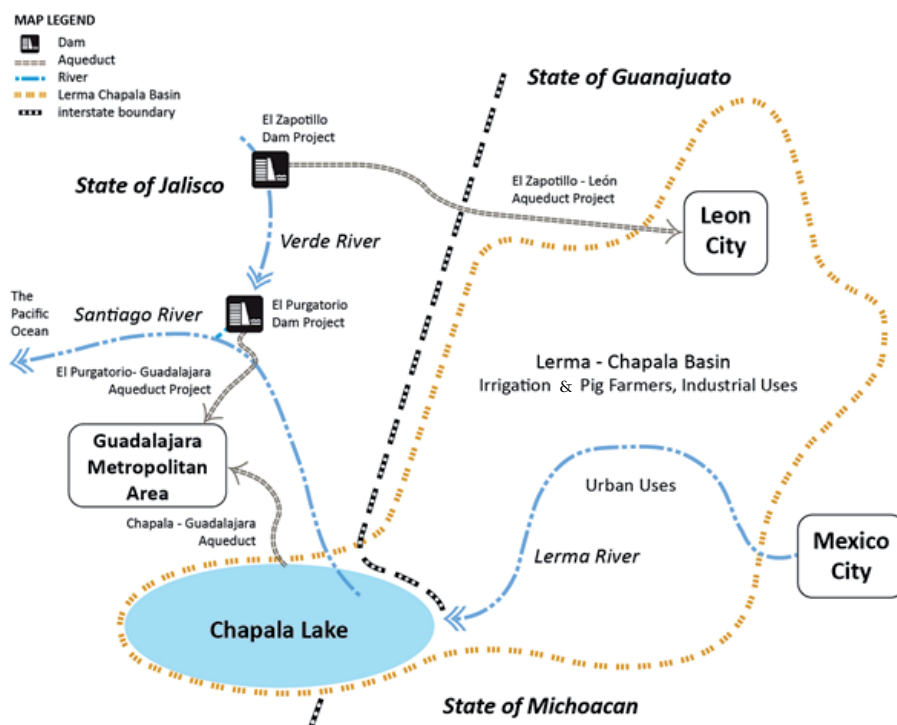 MAP LEGEND
Dam
Aqueduct
River
Lerma Chapala Basin
interstate boundary
State of Guanajuato
El Zapotillo
Dam Project
State of Jalisco
El Zapotillo - León
Aqueduct Project
Leon
City
Verde River
The
Pacific
Ocean
Santiago River
El Purgatorio
Dam Project
El Purgatorio- Guadalajara
Aqueduct Project
Lerma - Chapala Basin
Irrigation & Pig Farmers, Industrial Uses
Guadalajara
Metropolitan
Area
Urban Uses
Chapala - Guadalajara
Aqueduct
Lerma River
Mexico
City
Chapala Lake
State of Michoacan